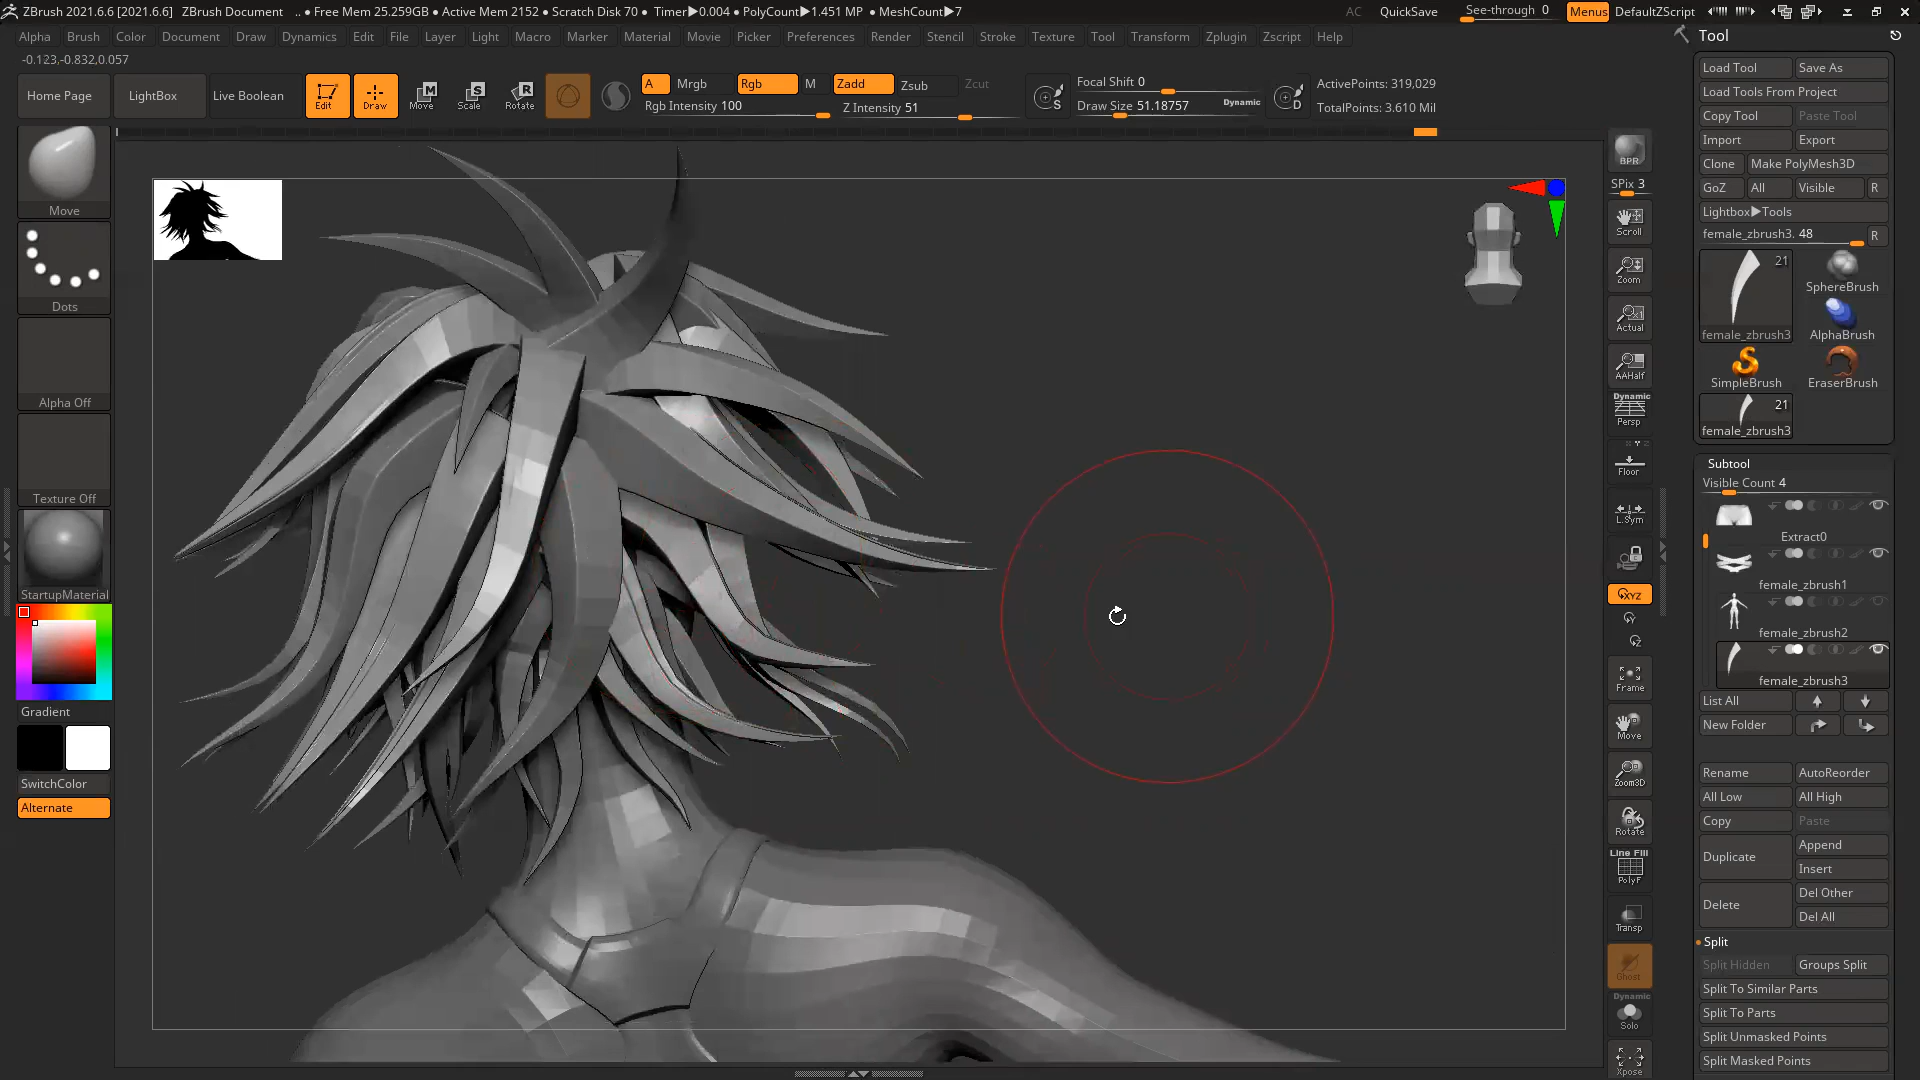 ZBrush 2021.6.6 [2021.6.6] ZBrush Document .. ● Free Mem 25.259GB ● Active Mem 2152 ● Scratch Disk 70 ● Timer▶0.004 ● PolyCount▶1.451 MP ● MeshCount▶7 AC QuickSave See-through 0 Menus DefaultZScript
Alpha Brush Color Document Draw Dynamics Edit File Layer Light Macro Marker Material Movie Picker Preferences Render Stencil Stroke Texture Tool Transform Zplugin Zscript Help
-0.123,-0.832,0.057
Home Page LightBox Live Boolean Edit Draw Move Scale Rotate
A Mrgb Rgb M Zadd Zsub Zcut
Rgb Intensity 100 Z Intensity 51
S
Focal Shift 0
Draw Size 51.18757 Dynamic
D
ActivePoints: 319,029
TotalPoints: 3.610 Mil
Move
Dots
Alpha Off
Texture Off
StartupMaterial
Gradient
SwitchColor
Alternate
BPR
SPix 3
Scroll
Zoom
Actual
AAHalf
Dynamic
Persp
Floor
L.Sym
XYZ
Y
Z
Frame
Move
Zoom3D
Rotate
Line Fill
PolyF
Transp
Ghost
Dynamic
Solo
Xpose
Tool
Load Tool Save As
Load Tools From Project
Copy Tool Paste Tool
Import Export
Clone Make PolyMesh3D
GoZ All Visible R
Lightbox▶Tools
female_zbrush3. 48 R
21
SphereBrush
female_zbrush3 AlphaBrush
SimpleBrush EraserBrush
21
female_zbrush3
Subtool
Visible Count 4
Extract0
female_zbrush1
female_zbrush2
female_zbrush3
List All
New Folder
Rename AutoReorder
All Low All High
Copy Paste
Duplicate Append
Insert
Delete Del Other
Del All
Split
Split Hidden Groups Split
Split To Similar Parts
Split To Parts
Split Unmasked Points
Split Masked Points